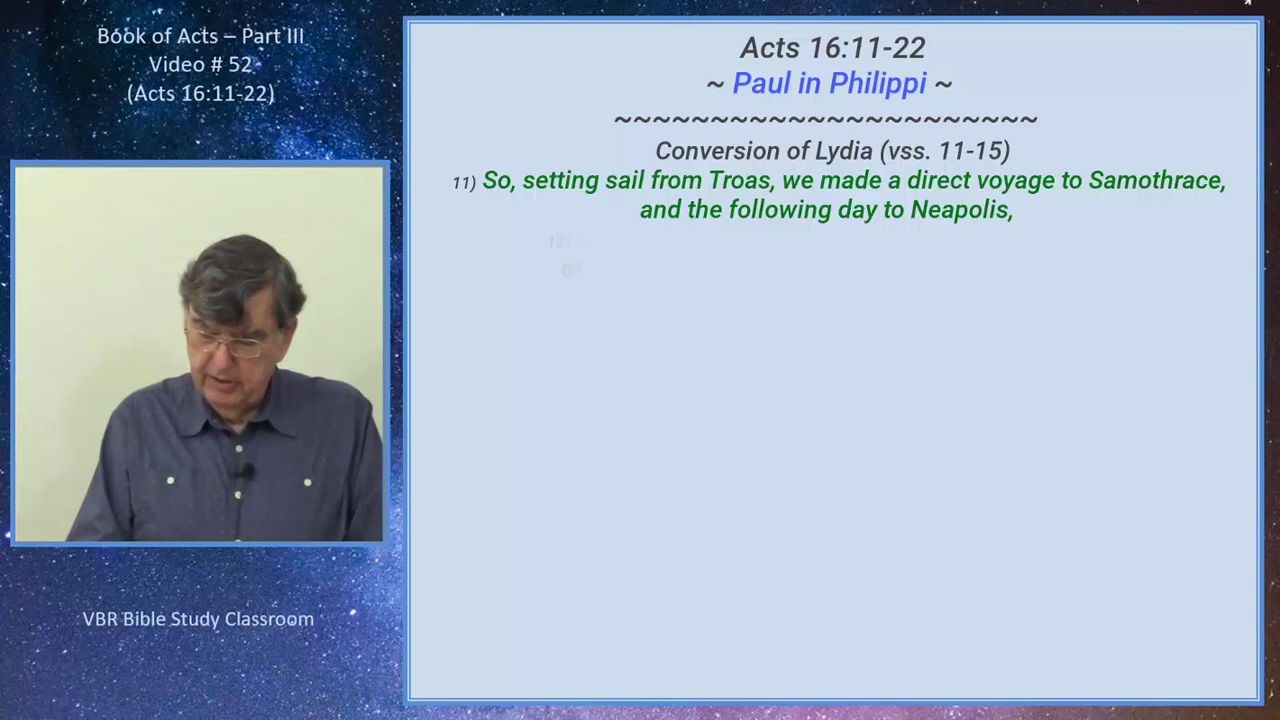 Book of Acts – Part III
Video # 52
(Acts 16:11-22)
Acts 16:11-22
~ Paul in Philippi ~
~~~~~~~~~~~~~~~~~~~~~~
Conversion of Lydia (vss. 11-15)
11) So, setting sail from Troas, we made a direct voyage to Samothrace,
and the following day to Neapolis,
VBR Bible Study Classroom